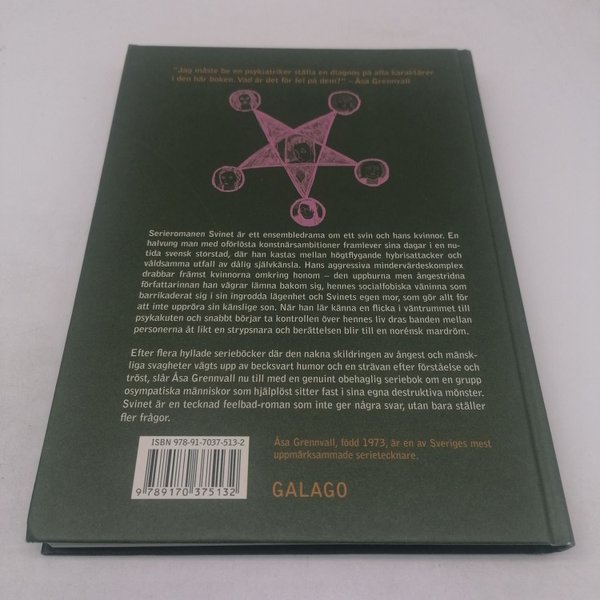 "Jag måste be en psykiatriker ställa en diagnos på alla karaktärer
i den här boken. Vad är det för fel på dem?" – Åsa Grennvall
Serieromanen Svinet är ett ensembledrama om ett svin och hans kvinnor. En
halvung man med oförlösta konstnärsambitioner framlever sina dagar i en nu-
tida svensk storstad, där han kastas mellan högtflygande hybrisattacker och
våldsamma utfall av dålig självkänsla. Hans aggressiva mindervärdeskomplex
drabbar främst kvinnorna omkring honom – den uppburna men ångestridna
författarinnan han vägrar lämna bakom sig, hennes socialfobiska väninna som
barrikaderat sig i sin ingrodda lägenhet och Svinets egen mor, som gör allt för
att inte uppröra sin känslige son. När han lär känna en flicka i väntrummet till
psykakuten och snabbt börjar ta kontrollen över hennes liv dras banden mellan
personerna åt likt en strypsnara och berättelsen blir till en norénsk mardröm.
Efter flera hyllade serieböcker där den nakna skildringen av ångest och mänsk-
liga svagheter vägts upp av becksvart humor och en strävan efter förståelse och
tröst, slår Åsa Grennvall nu till med en genuint obehaglig seriebok om en grupp
osympatiska människor som hjälplöst sitter fast i sina egna destruktiva mönster.
Svinet är en tecknad feelbad-roman som inte ger några svar, utan bara ställer
fler frågor.
ISBN 978-91-7037-513-2
9 789170 375132
Åsa Grennvall, född 1973, är en av Sveriges mest
uppmärksammade serietecknare.
GALAGO